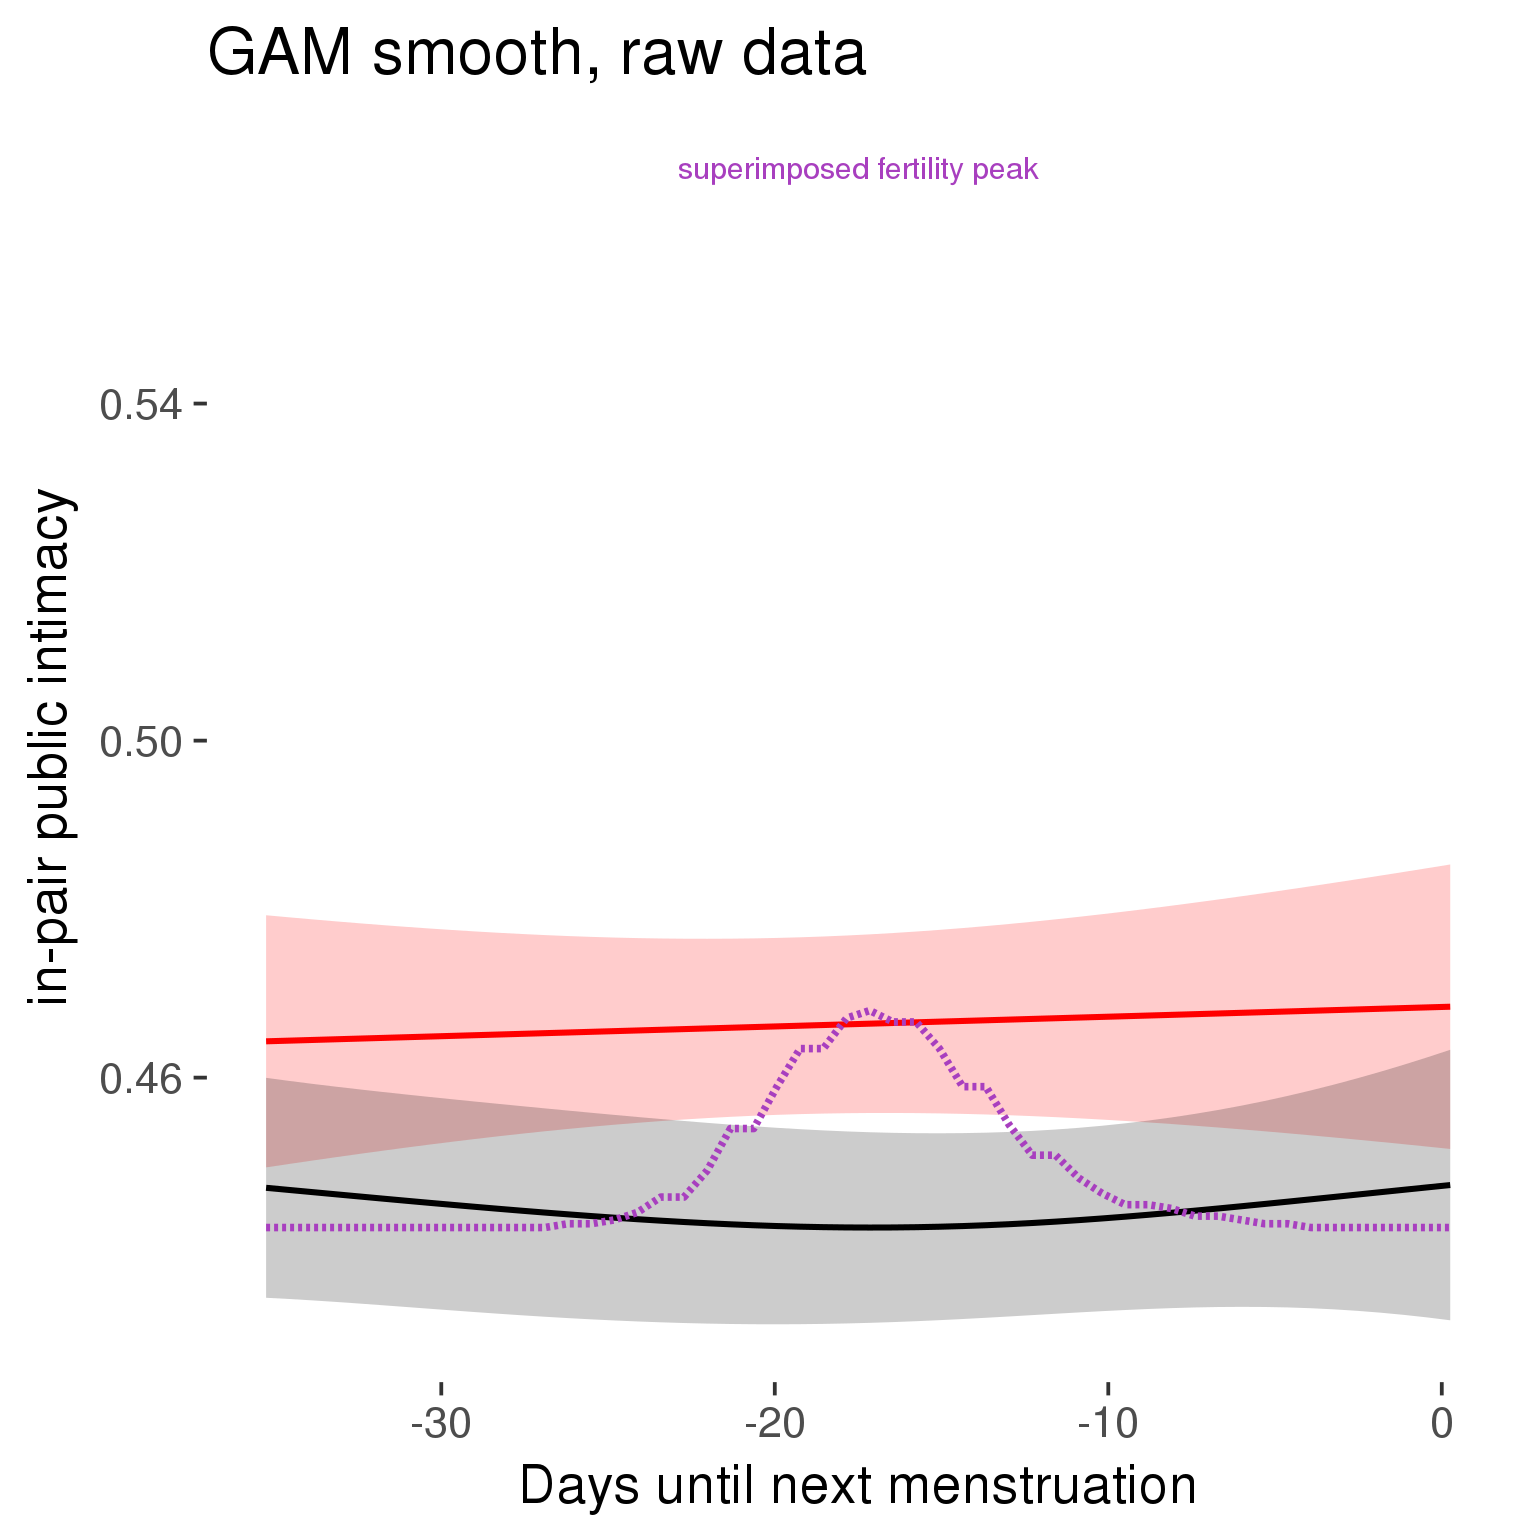 GAM smooth, raw data
superimposed fertility peak
in-pair public intimacy
0.54
0.50
0.46
-30
-20
-10
0
Days until next menstruation